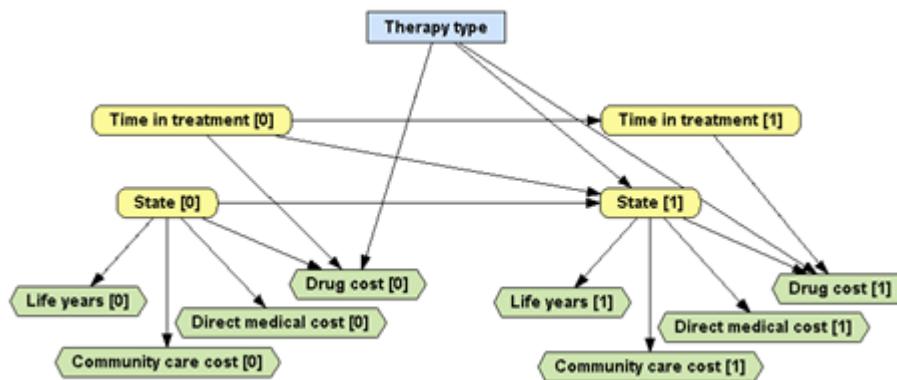 Therapy type
Time in treatment [0]
Time in treatment [1]
State [0]
State [1]
Drug cost [0]
Drug cost [1]
Life years [0]
Life years [1]
Direct medical cost [0]
Direct medical cost [1]
Community care cost [0]
Community care cost [1]